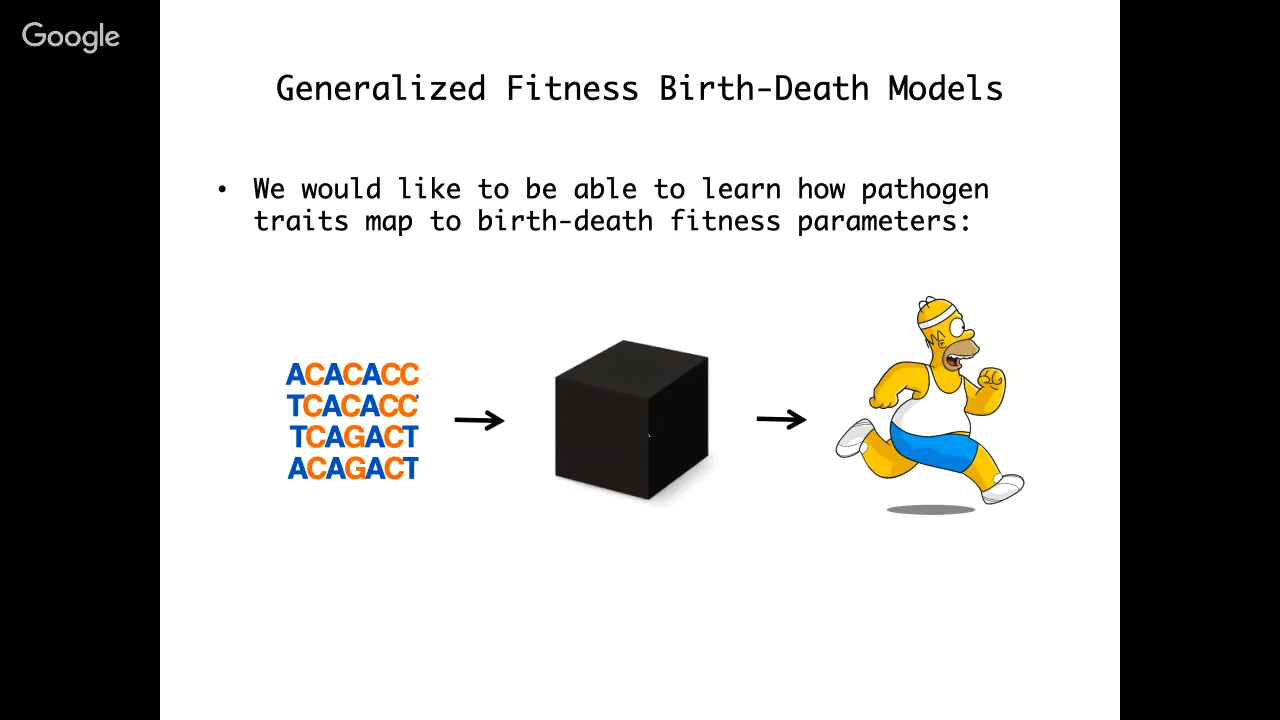 Google
Generalized Fitness Birth-Death Models
• We would like to be able to learn how pathogen
traits map to birth-death fitness parameters:
ACACACC
TCACACC
TCAGACT
ACAGACT